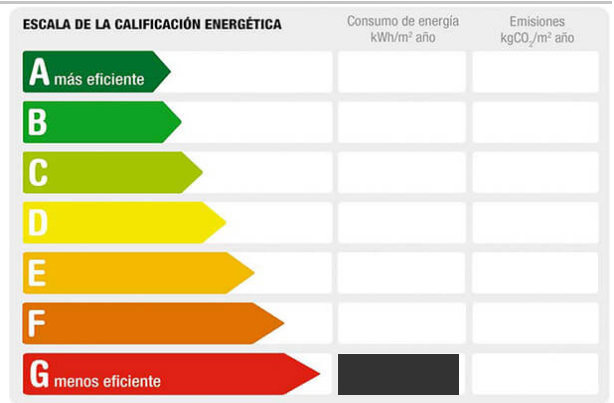 ESCALA DE LA CALIFICACIÓN ENERGÉTICA
Consumo de energía
kWh/m² año
Emisiones
kgCO₂/m² año
A más eficiente
B
C
D
E
F
G menos eficiente